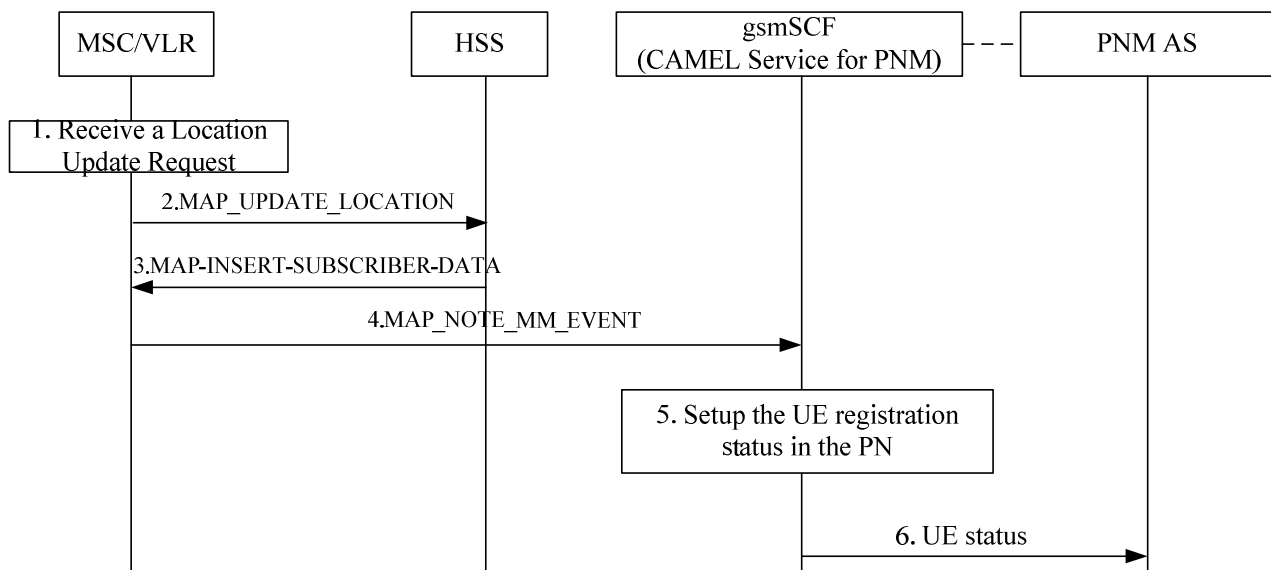 MSC/VLR
HSS
gsmSCF
(CAMEL Service for PNM)
PNM AS
1. Receive a Location
Update Request
2.MAP_UPDATE_LOCATION
3.MAP-INSERT-SUBSCRIBER-DATA
4.MAP_NOTE_MM_EVENT
5. Setup the UE registration
status in the PN
6. UE status